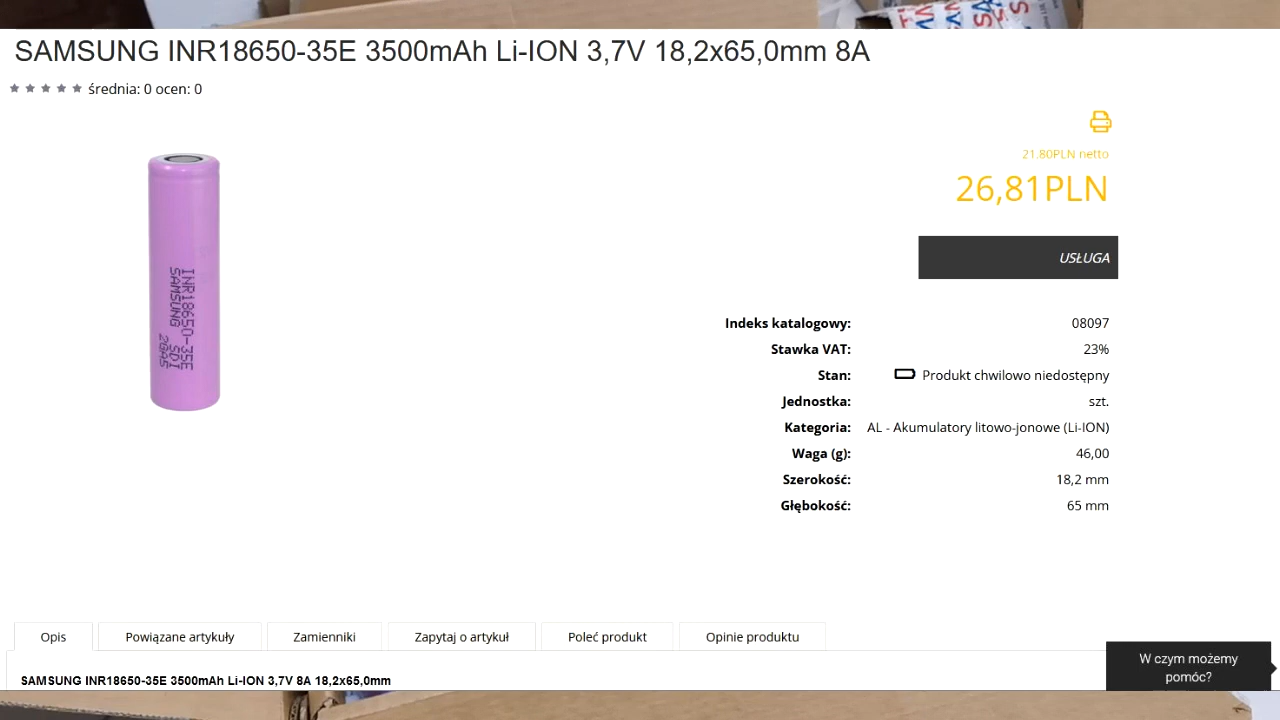 SAMSUNG INR18650-35E 3500mAh Li-ION 3,7V 18,2x65,0mm 8A
średnia: 0 ocen: 0
21.80PLN netto
26,81PLN
USŁUGA
INR18650-35E
SAMSUNG SDI
Indeks katalogowy: 08097
Stawka VAT: 23%
Stan: Produkt chwilowo niedostępny
Jednostka: szt.
Kategoria: AL - Akumulatory litowo-jonowe (Li-ION)
Waga (g): 46,00
Szerokość: 18,2 mm
Głębokość: 65 mm
Opis Powiązane artykuły Zamienniki Zapytaj o artykuł Poleć produkt Opinie produktu
W czym możemy
pomóc?
SAMSUNG INR18650-35E 3500mAh Li-ION 3,7V 8A 18,2x65,0mm